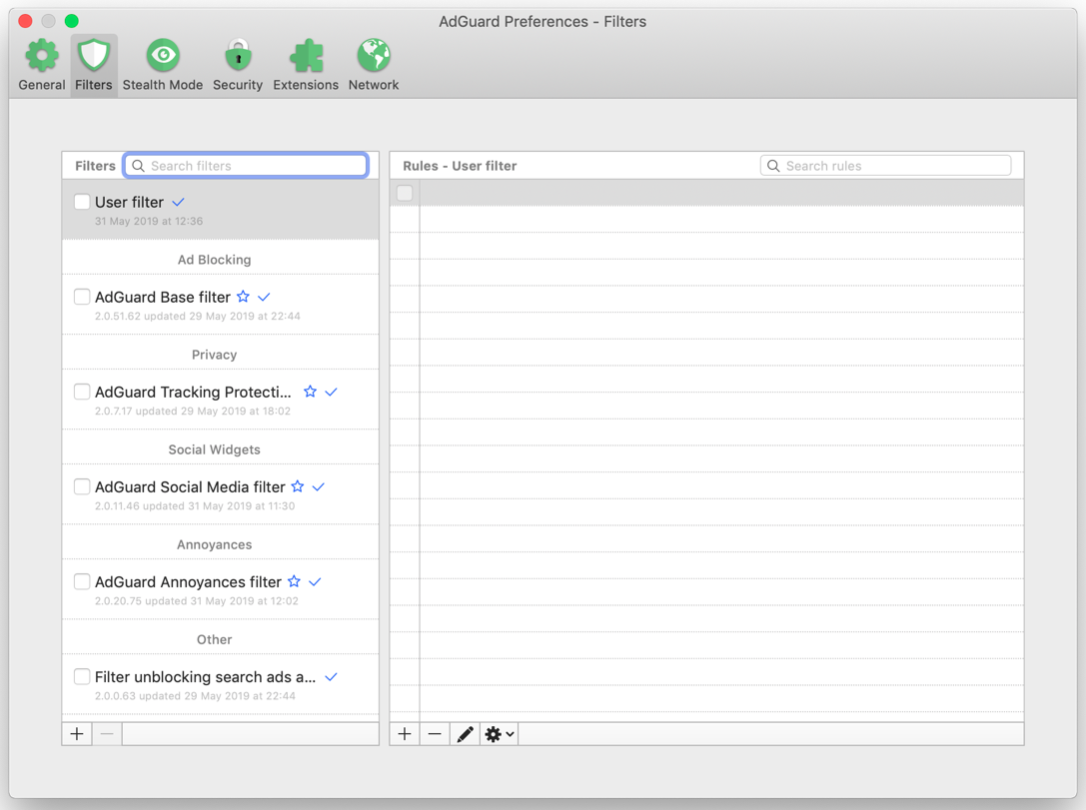 AdGuard Preferences - Filters
General
Filters
Stealth Mode
Security
Extensions
Network
Filters
Search filters
User filter
31 May 2019 at 12:36
Ad Blocking
AdGuard Base filter
2.0.51.62 updated 29 May 2019 at 22:44
Privacy
AdGuard Tracking Protecti...
2.0.7.17 updated 29 May 2019 at 18:02
Social Widgets
AdGuard Social Media filter
2.0.11.46 updated 31 May 2019 at 11:30
Annoyances
AdGuard Annoyances filter
2.0.20.75 updated 31 May 2019 at 12:02
Other
Filter unblocking search ads a...
2.0.0.63 updated 29 May 2019 at 22:44
Rules - User filter
Search rules